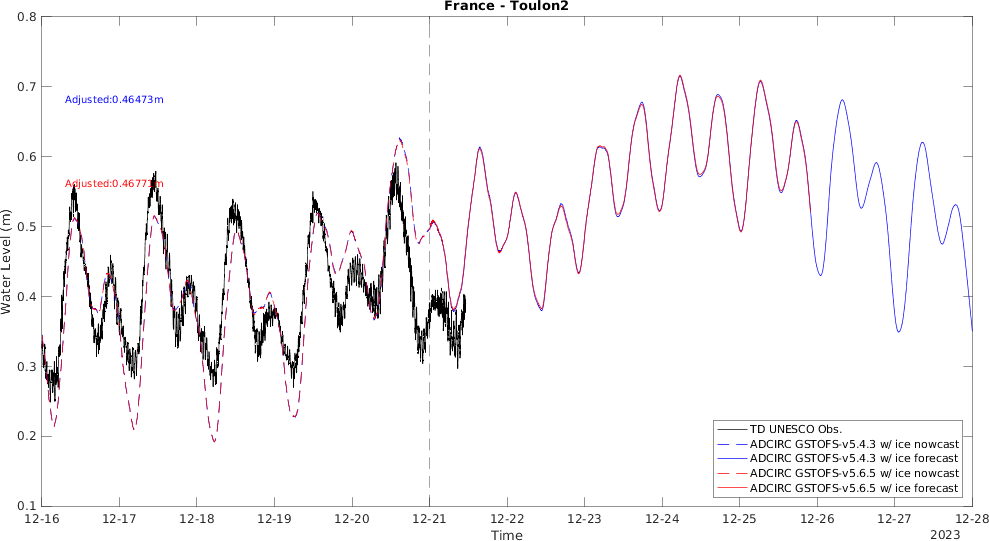 France - Toulon2
0.8
0.7
0.6
0.5
0.4
0.3
0.2
0.1
Water Level (m)
Adjusted:0.46473m
Adjusted:0.46771m
TD UNESCO Obs.
ADCIRC GSTOFS-v5.4.3 w/ ice nowcast
ADCIRC GSTOFS-v5.4.3 w/ ice forecast
ADCIRC GSTOFS-v5.6.5 w/ ice nowcast
ADCIRC GSTOFS-v5.6.5 w/ ice forecast
12-16 12-17 12-18 12-19 12-20 12-21 12-22 12-23 12-24 12-25 12-26 12-27 12-28
Time
2023